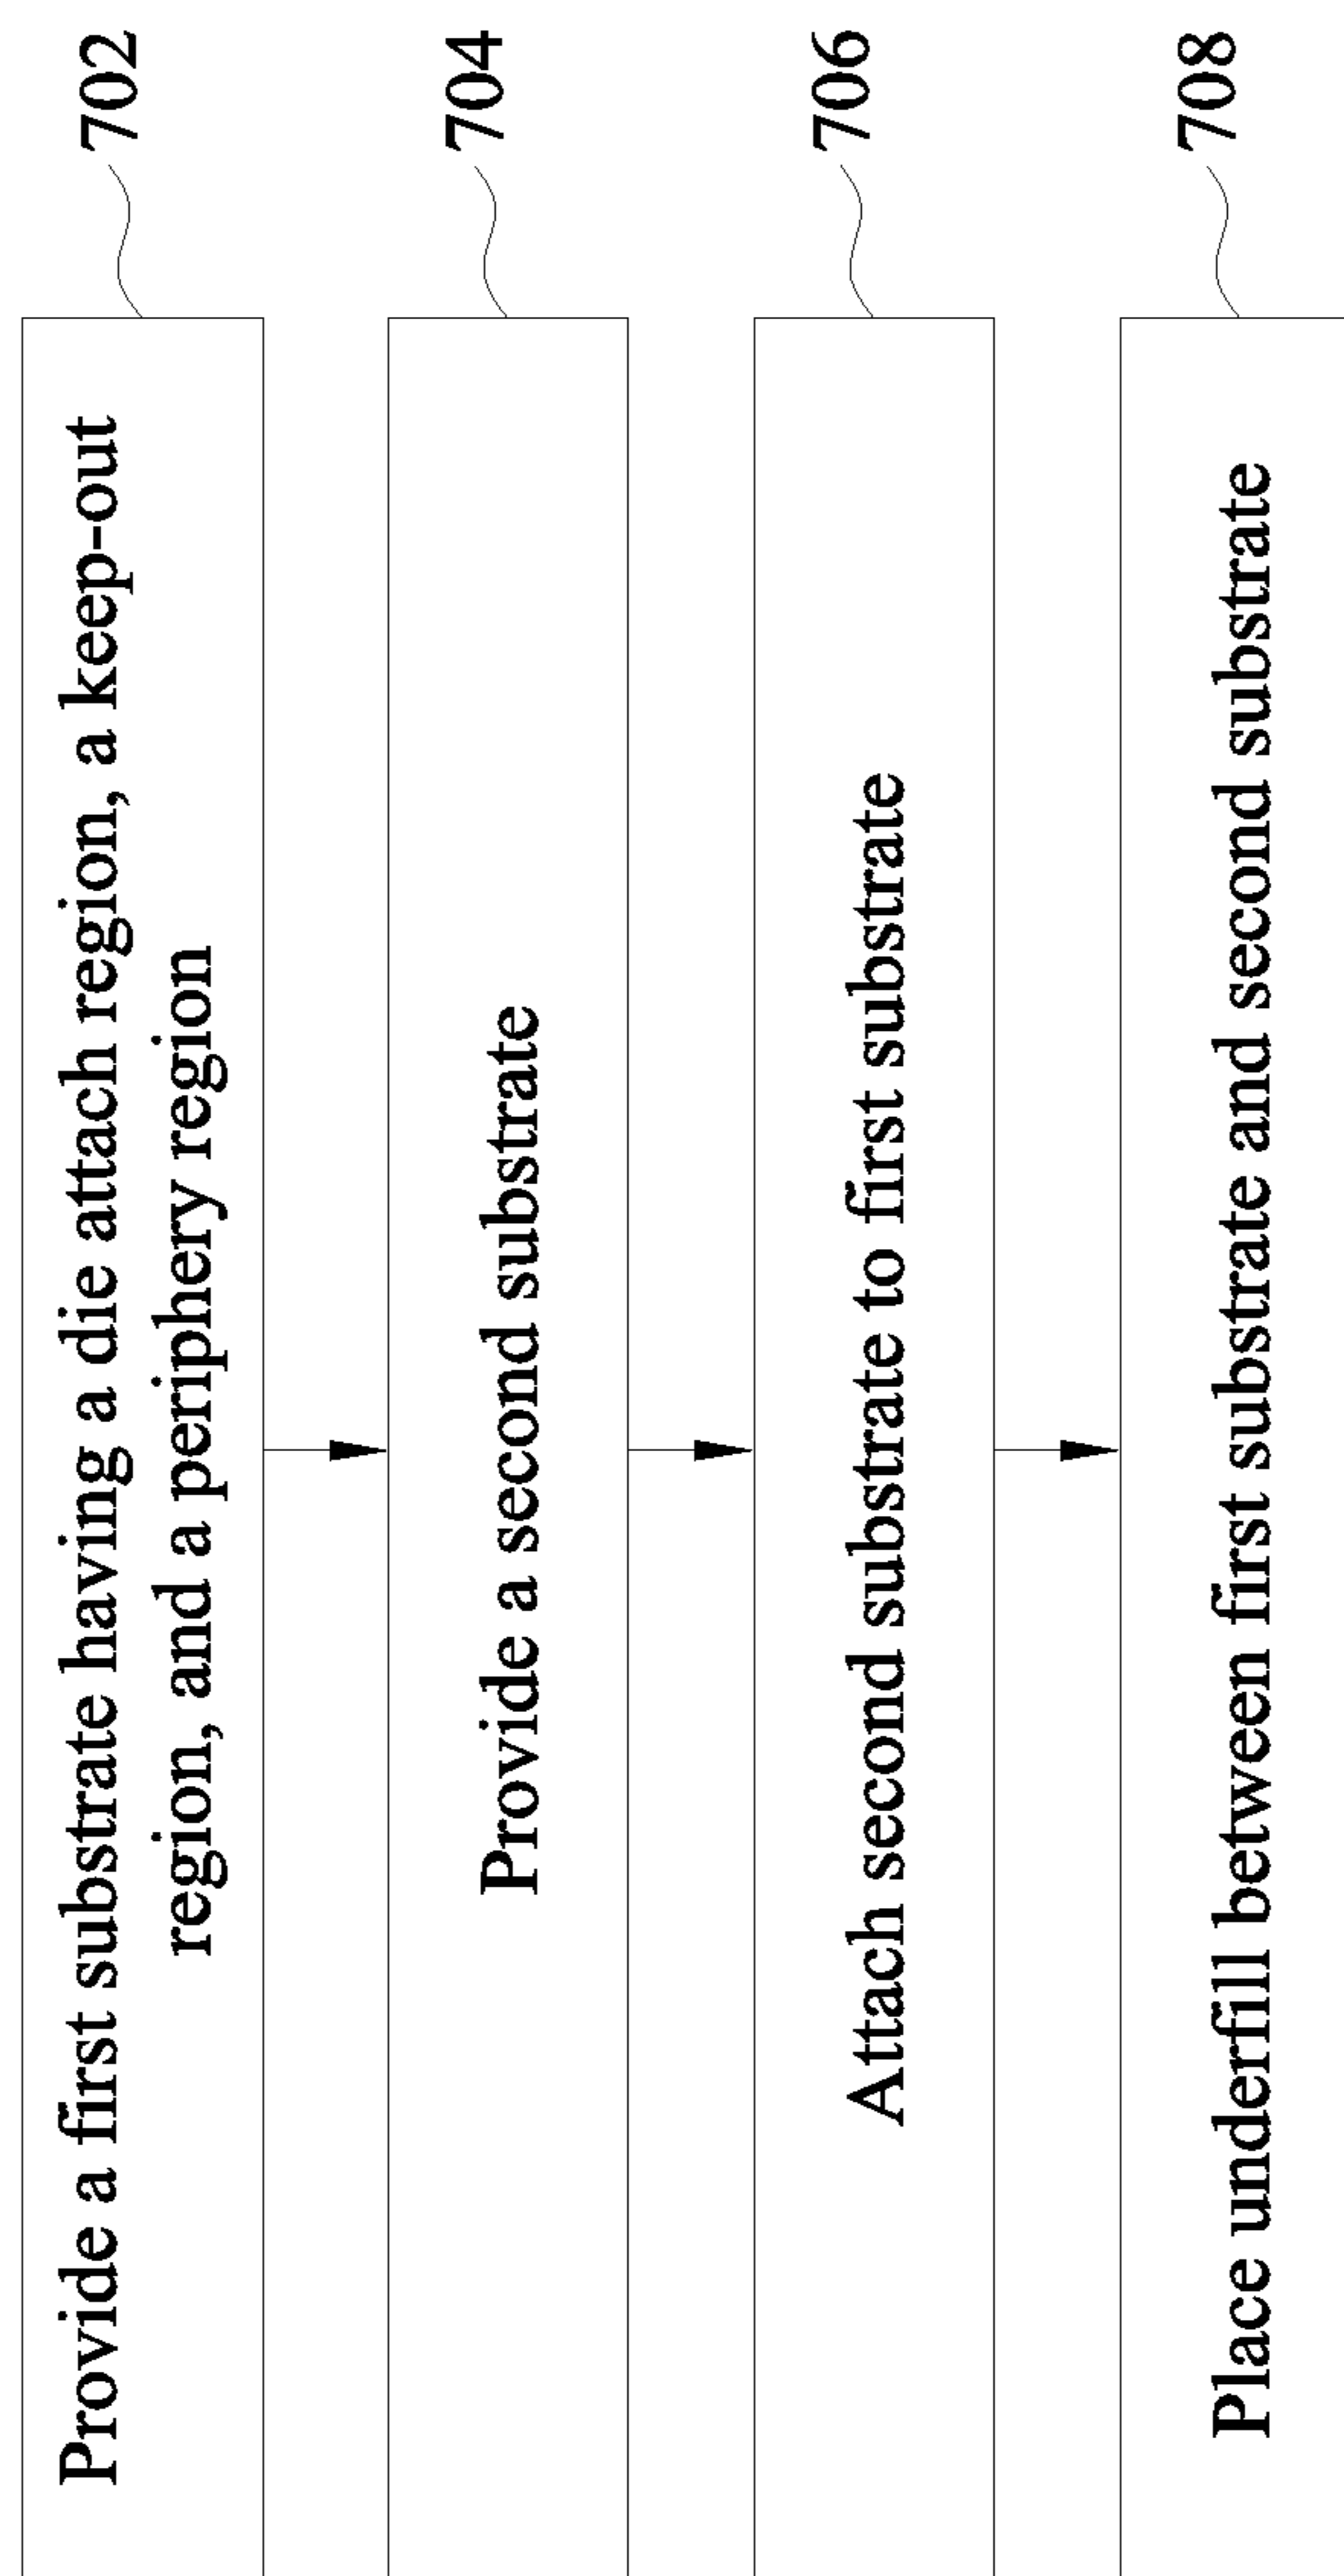 702
Provide a first substrate having a die attach region, a keep-out
region, and a periphery region
704
Provide a second substrate
706
Attach second substrate to first substrate
708
Place underfill between first substrate and second substrate